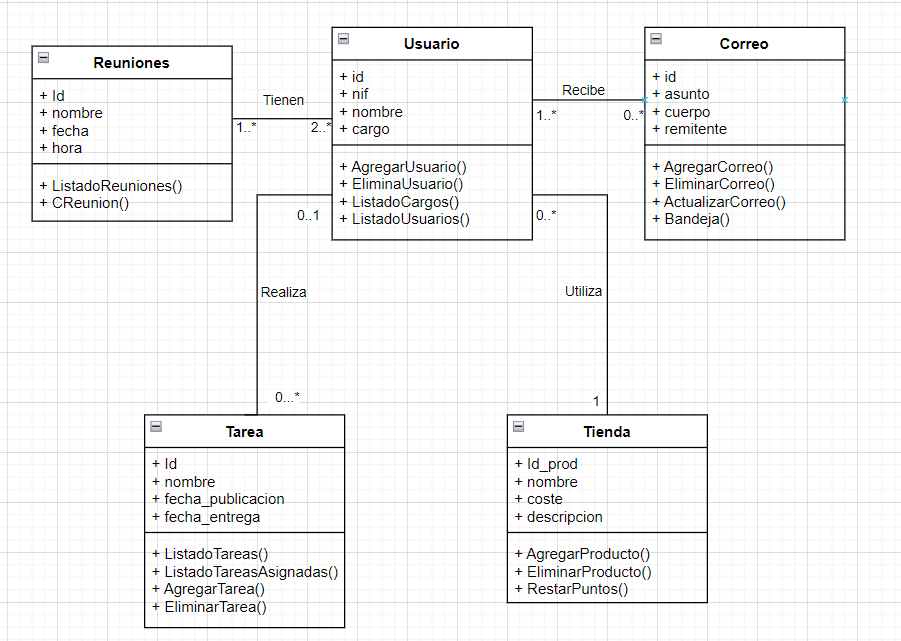 Reuniones
+ Id
+ nombre
+ fecha
+ hora
+ ListadoReuniones()
+ CReunion()
Tienen
1..*
2..*
Usuario
+ id
+ nif
+ nombre
+ cargo
+ AgregarUsuario()
+ EliminaUsuario()
+ ListadoCargos()
+ ListadoUsuarios()
Recibe
1..*
0..*
Correo
+ id
+ asunto
+ cuerpo
+ remitente
+ AgregarCorreo()
+ EliminarCorreo()
+ ActualizarCorreo()
+ Bandeja()
0..1
Realiza
0...*
0..*
Utiliza
1
Tarea
+ Id
+ nombre
+ fecha_publicacion
+ fecha_entrega
+ ListadoTareas()
+ ListadoTareasAsignadas()
+ AgregarTarea()
+ EliminarTarea()
Tienda
+ Id_prod
+ nombre
+ coste
+ descripcion
+ AgregarProducto()
+ EliminarProducto()
+ RestarPuntos()